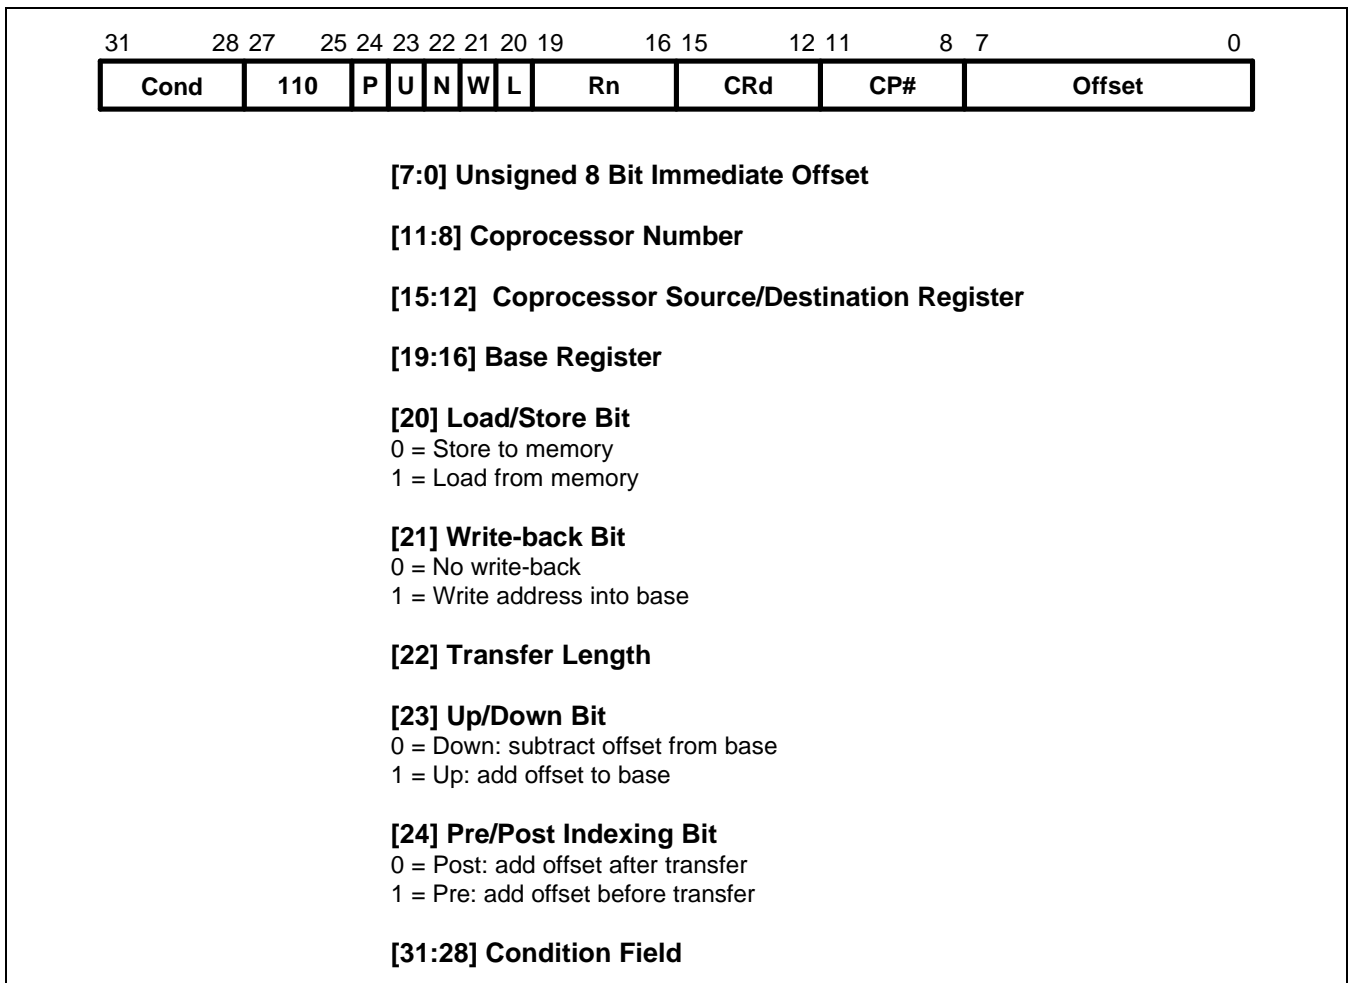 31 28 27 25 24 23 22 21 20 19 16 15 12 11 8 7 0
Cond 110 P U N W L Rn CRd CP# Offset
[7:0] Unsigned 8 Bit Immediate Offset
[11:8] Coprocessor Number
[15:12] Coprocessor Source/Destination Register
[19:16] Base Register
[20] Load/Store Bit
0 = Store to memory
1 = Load from memory
[21] Write-back Bit
0 = No write-back
1 = Write address into base
[22] Transfer Length
[23] Up/Down Bit
0 = Down: subtract offset from base
1 = Up: add offset to base
[24] Pre/Post Indexing Bit
0 = Post: add offset after transfer
1 = Pre: add offset before transfer
[31:28] Condition Field